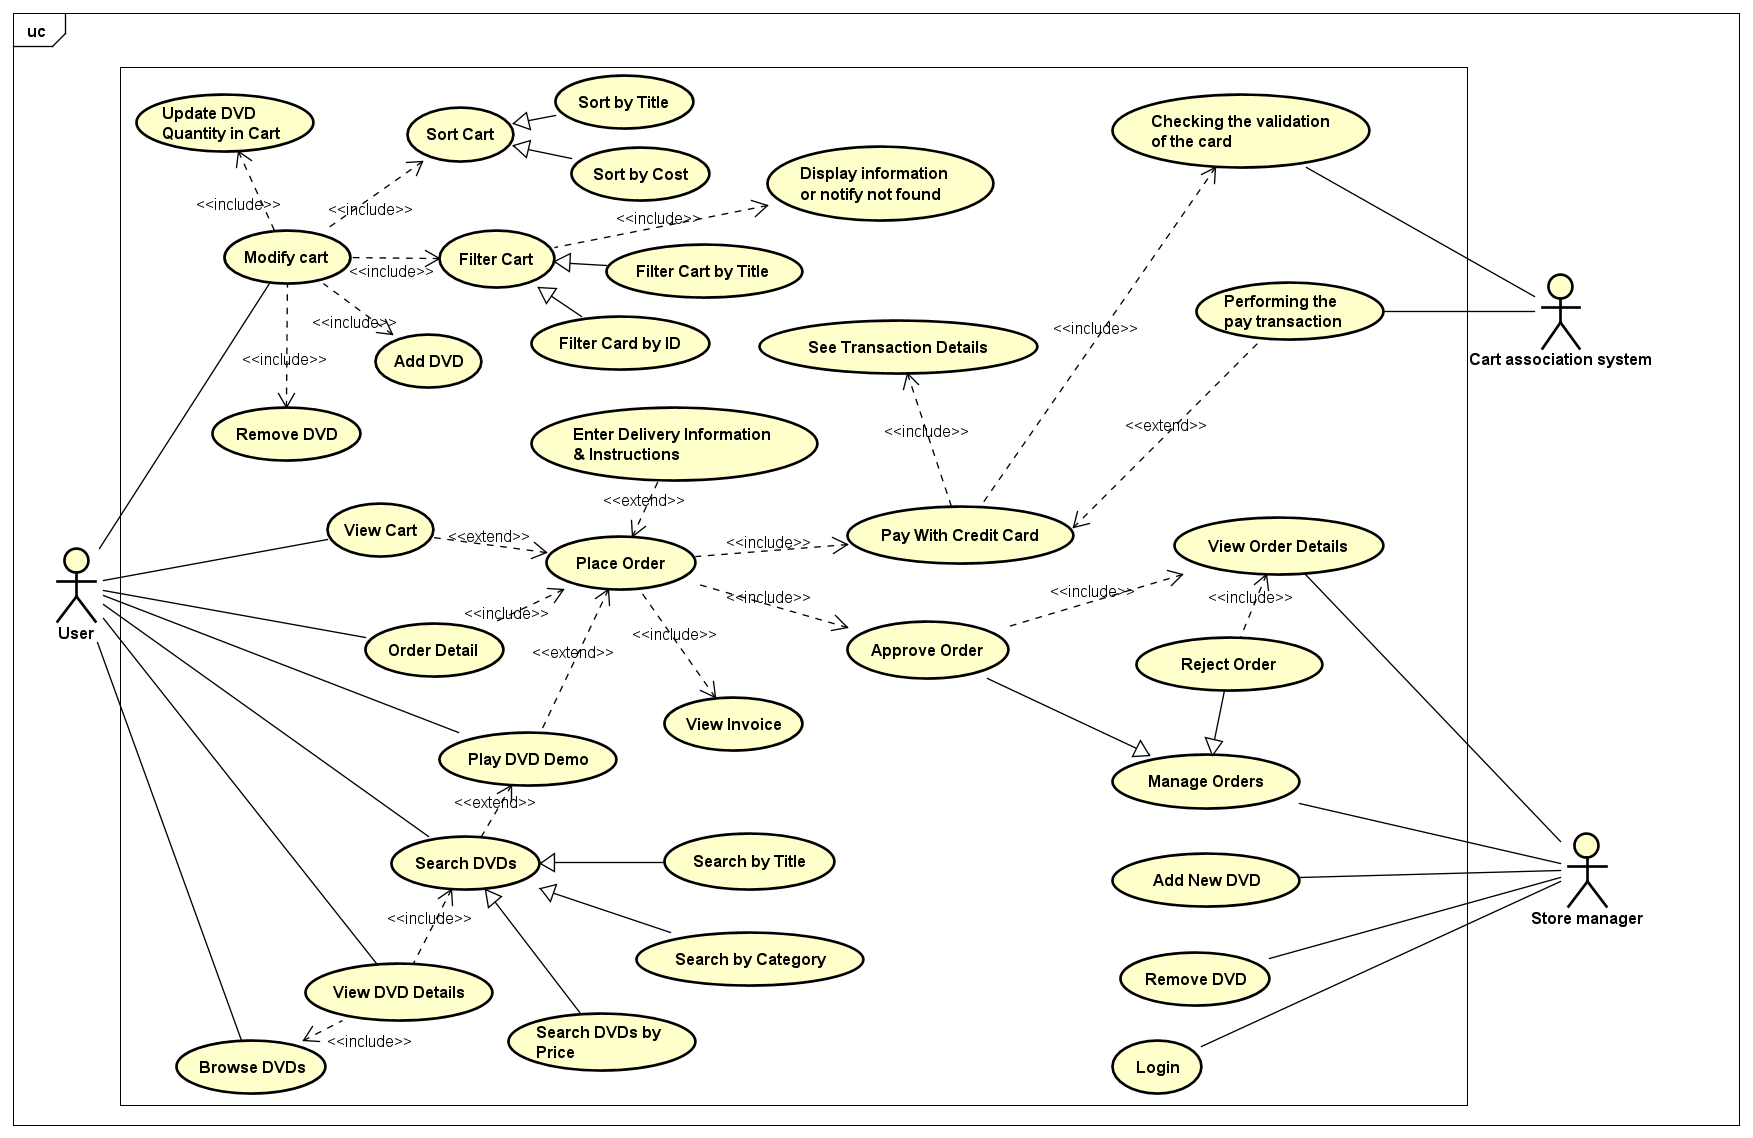 uc
Update DVD
Quantity in Cart
Sort Cart
Sort by Title
Sort by Cost
Display information
or notify not found
Checking the validation
of the card
<<include>>
<<include>>
<<include>>
Modify cart
<<include>>
Filter Cart
Filter Cart by Title
Performing the
pay transaction
<<include>>
<<include>>
<<include>>
Filter Card by ID
See Transaction Details
Add DVD
Cart association system
Remove DVD
Enter Delivery Information
& Instructions
<<include>>
<<extend>>
<<extend>>
View Cart
<<extend>>
<<include>>
Pay With Credit Card
View Order Details
Place Order
<<include>>
<<include>>
<<include>>
<<include>>
User
<<include>>
Order Detail
<<extend>>
Approve Order
Reject Order
View Invoice
Play DVD Demo
Manage Orders
<<extend>>
Search DVDs
Search by Title
Add New DVD
<<include>>
Store manager
Search by Category
Remove DVD
View DVD Details
Search DVDs by
Price
<<include>>
Browse DVDs
Login